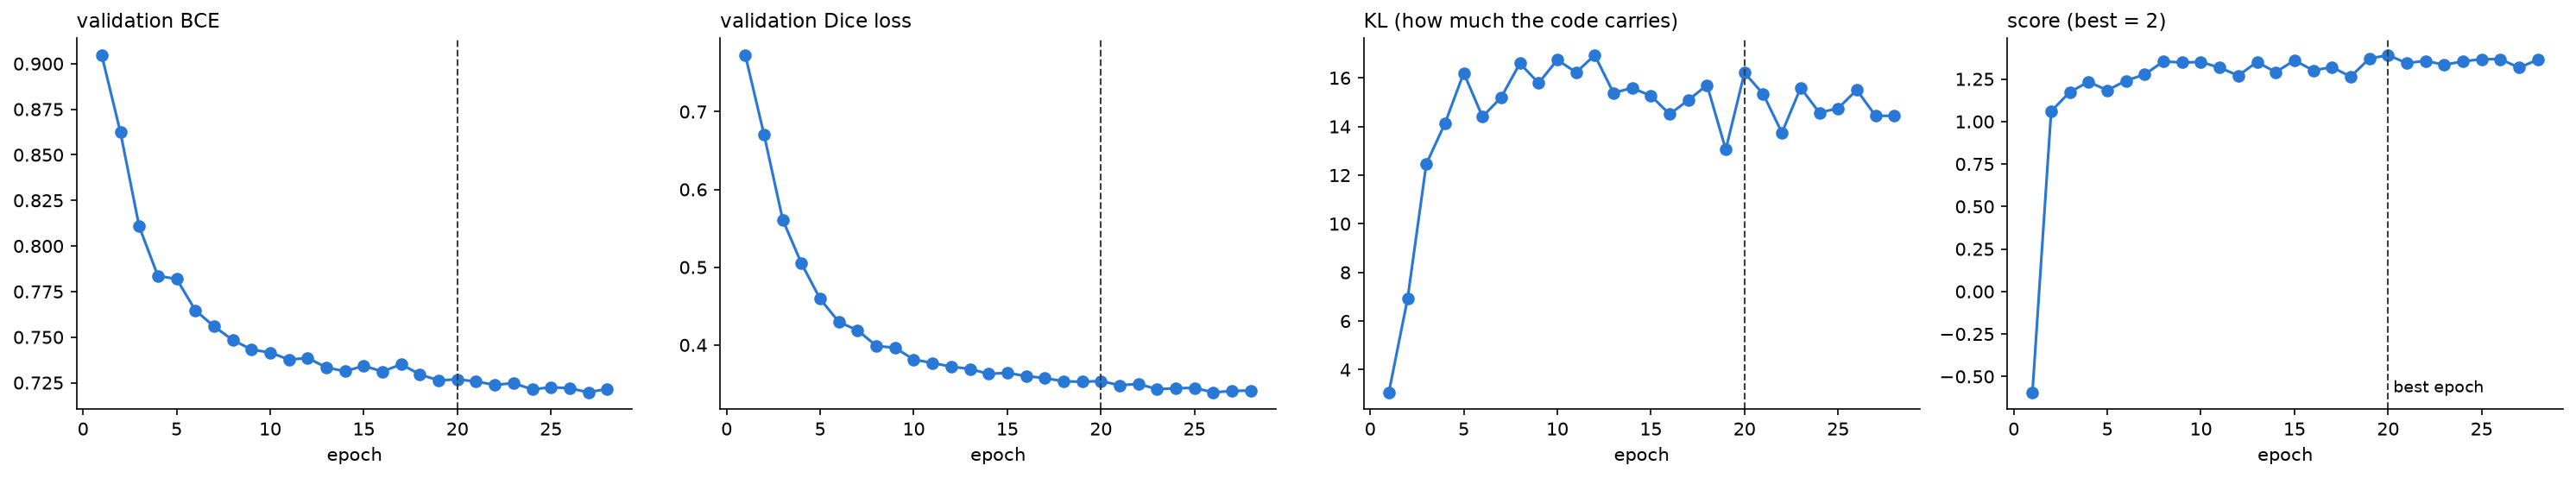 validation BCE
0.900
0.875
0.850
0.825
0.800
0.775
0.750
0.725
0 5 10 15 20 25
epoch
validation Dice loss
0.7
0.6
0.5
0.4
0 5 10 15 20 25
epoch
KL (how much the code carries)
16
14
12
10
8
6
4
0 5 10 15 20 25
epoch
score (best = 2)
1.25
1.00
0.75
0.50
0.25
0.00
−0.25
−0.50
best epoch
0 5 10 15 20 25
epoch